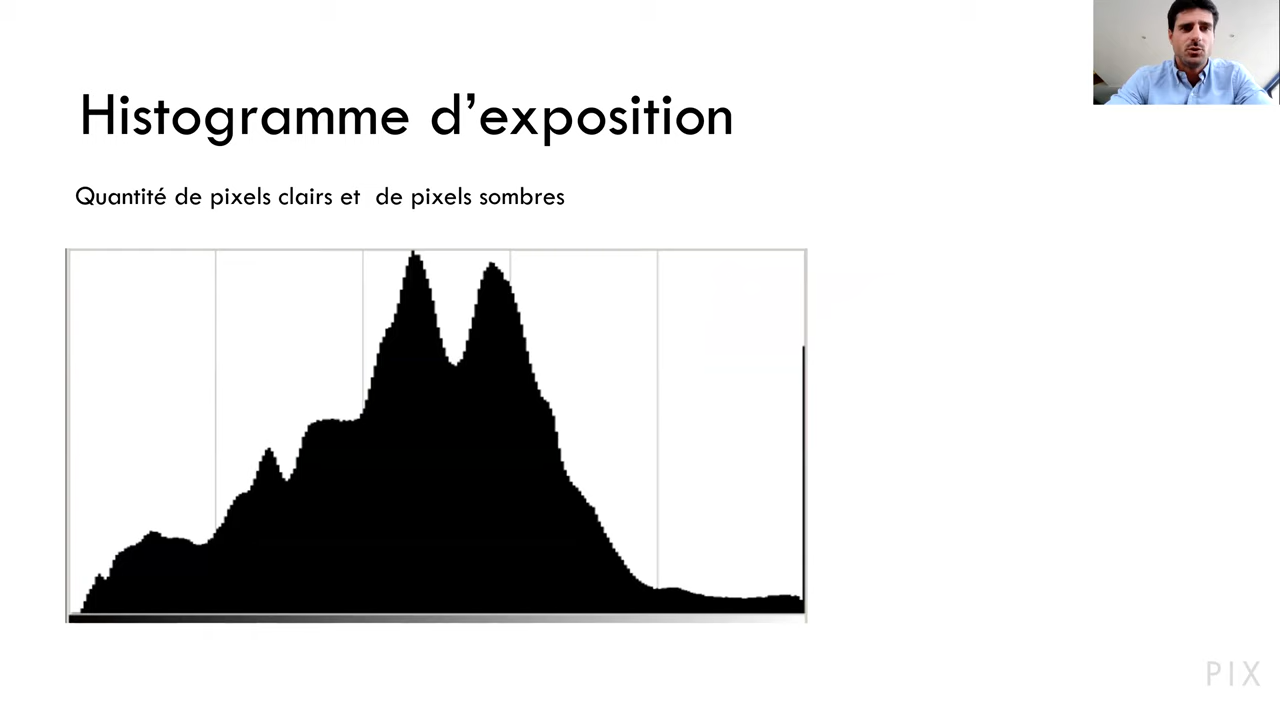 Histogramme d’exposition
Quantité de pixels clairs et  de pixels sombres
PIX